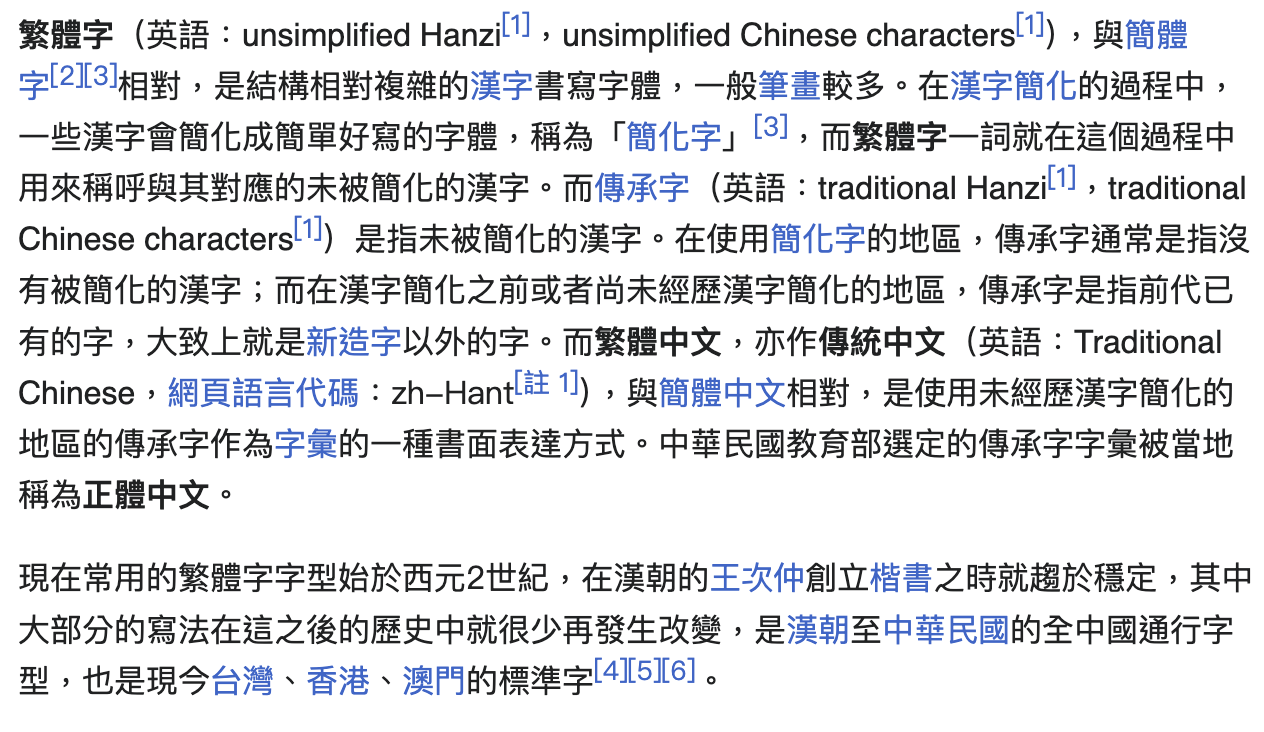 繁體字（英語：unsimplified Hanzi[1]，unsimplified Chinese characters[1]），與簡體
字[2][3]相對，是結構相對複雜的漢字書寫字體，一般筆畫較多。在漢字簡化的過程中，
一些漢字會簡化成簡單好寫的字體，稱為「簡化字」[3]，而繁體字一詞就在這個過程中
用來稱呼與其對應的未被簡化的漢字。而傳承字（英語：traditional Hanzi[1]，traditional
Chinese characters[1]）是指未被簡化的漢字。在使用簡化字的地區，傳承字通常是指沒
有被簡化的漢字；而在漢字簡化之前或者尚未經歷漢字簡化的地區，傳承字是指前代已
有的字，大致上就是新造字以外的字。而繁體中文，亦作傳統中文（英語：Traditional
Chinese，網頁語言代碼：zh–Hant[註 1]），與簡體中文相對，是使用未經歷漢字簡化的
地區的傳承字作為字彙的一種書面表達方式。中華民國教育部選定的傳承字字彙被當地
稱為正體中文。
現在常用的繁體字字型始於西元2世紀，在漢朝的王次仲創立楷書之時就趨於穩定，其中
大部分的寫法在這之後的歷史中就很少再發生改變，是漢朝至中華民國的全中國通行字
型，也是現今台灣、香港、澳門的標準字[4][5][6]。